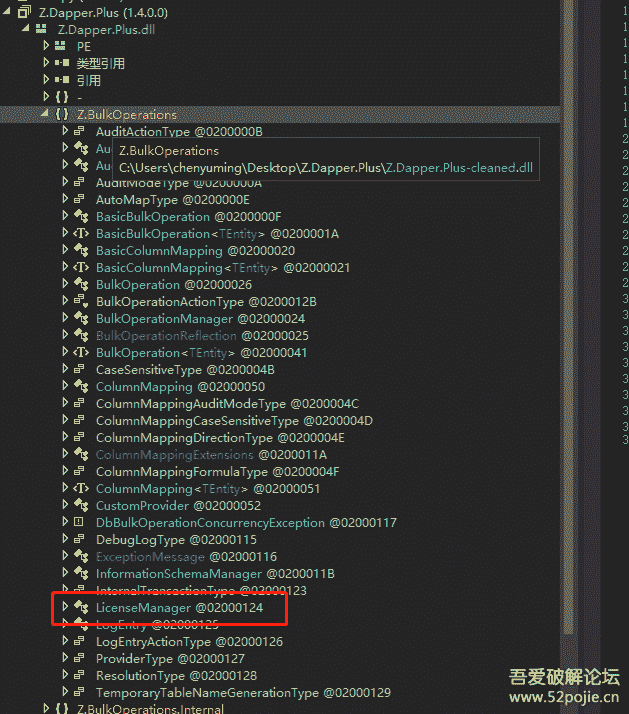 Z.Dapper.Plus (1.4.0.0)
Z.Dapper.Plus.dll
PE
类型引用
引用
{ } -
{ } Z.BulkOperations
AuditActionType @0200000B
Au
Z.BulkOperations
Au
C:\Users\chenyuming\Desktop\Z.Dapper.Plus\Z.Dapper.Plus-cleaned.dll
AuditModeType @0200000A
AutoMapType @0200000E
BasicBulkOperation @0200000F
BasicBulkOperation<TEntity> @0200001A
BasicColumnMapping @02000020
BasicColumnMapping<TEntity> @02000021
BulkOperation @02000026
BulkOperationActionType @0200012B
BulkOperationManager @02000024
BulkOperationReflection @02000025
BulkOperation<TEntity> @02000041
CaseSensitiveType @0200004B
ColumnMapping @02000050
ColumnMappingAuditModeType @0200004C
ColumnMappingCaseSensitiveType @0200004D
ColumnMappingDirectionType @0200004E
ColumnMappingExtensions @0200011A
ColumnMappingFormulaType @0200004F
ColumnMapping<TEntity> @02000051
CustomProvider @02000052
DbBulkOperationConcurrencyException @02000117
DebugLogType @02000115
ExceptionMessage @02000116
InformationSchemaManager @0200011B
InternalTransactionType @02000123
LicenseManager @02000124
LogEntry @02000125
LogEntryActionType @02000126
ProviderType @02000127
ResolutionType @02000128
TemporaryTableNameGenerationType @02000129
{ } Z.BulkOperations.Internal
吾爱破解论坛
www.52pojie.cn